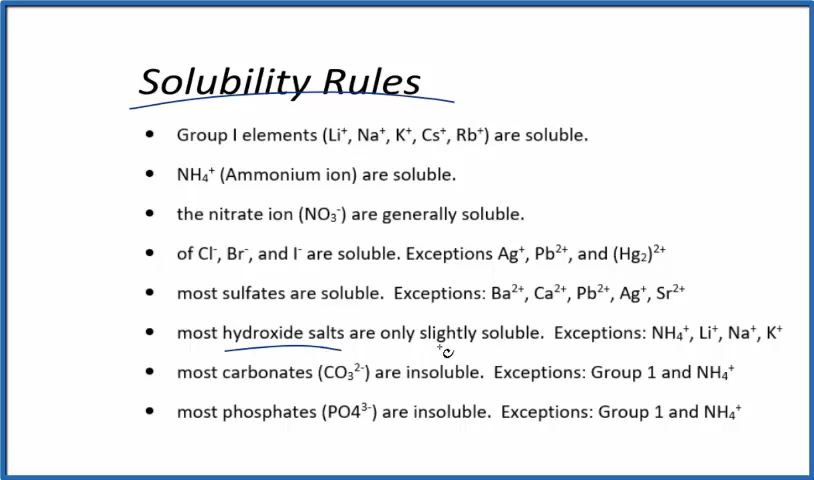 Solubility Rules
• Group I elements (Li⁺, Na⁺, K⁺, Cs⁺, Rb⁺) are soluble.
• NH₄⁺ (Ammonium ion) are soluble.
• the nitrate ion (NO₃⁻) are generally soluble.
• of Cl⁻, Br⁻, and I⁻ are soluble. Exceptions Ag⁺, Pb²⁺, and (Hg₂)²⁺
• most sulfates are soluble. Exceptions: Ba²⁺, Ca²⁺, Pb²⁺, Ag⁺, Sr²⁺
• most hydroxide salts are only slightly soluble. Exceptions: NH₄⁺, Li⁺, Na⁺, K⁺
• most carbonates (CO₃²⁻) are insoluble. Exceptions: Group 1 and NH₄⁺
• most phosphates (PO4³⁻) are insoluble. Exceptions: Group 1 and NH₄⁺